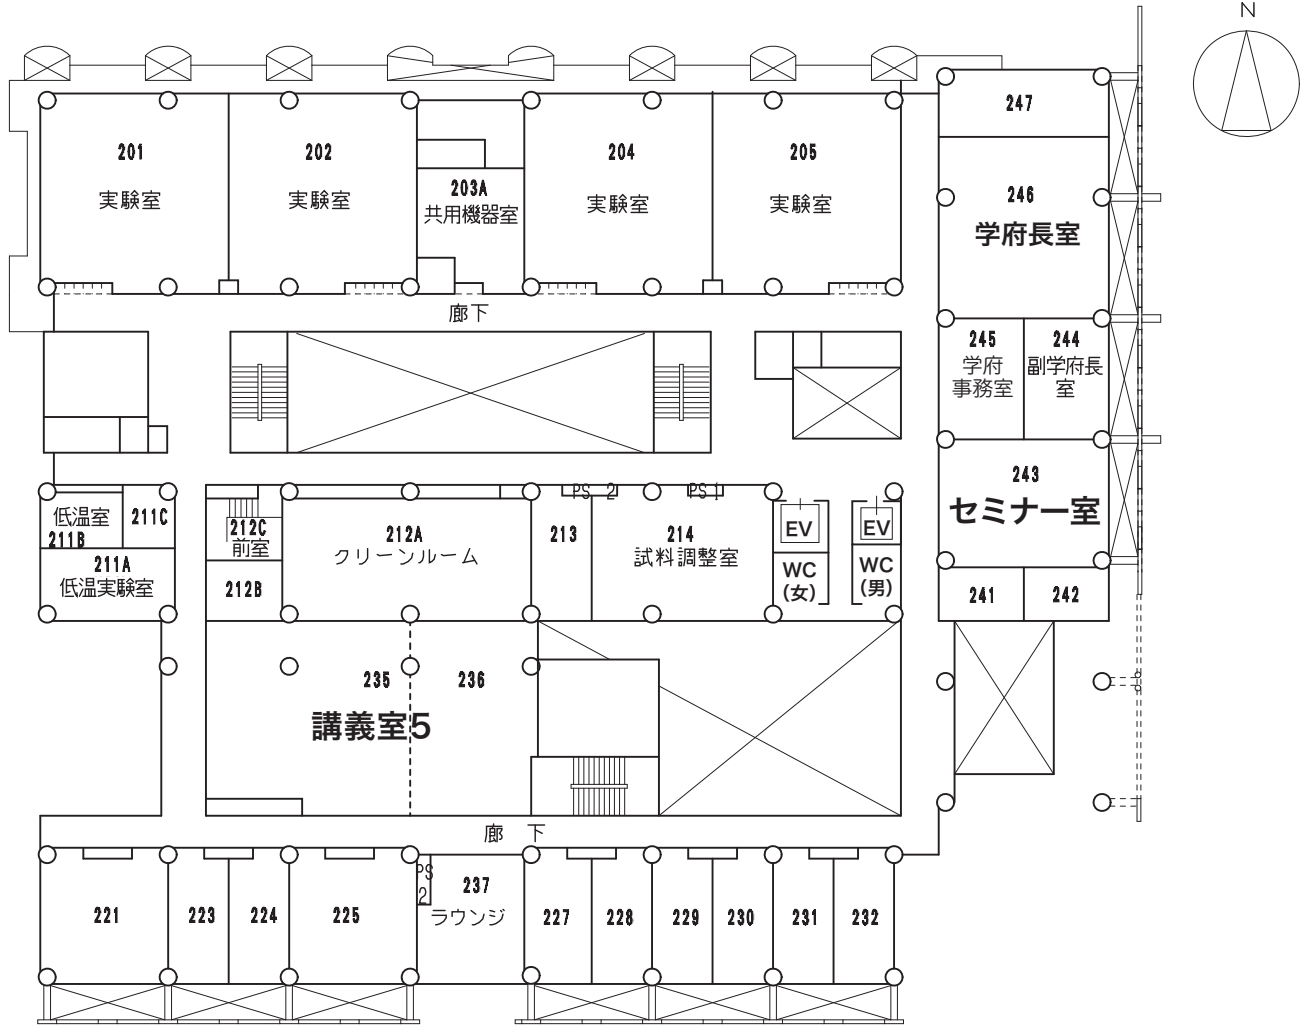 N
201
実験室
202
実験室
203A
共用機器室
204
実験室
205
実験室
247
246
学府長室
廊下
245
学府
事務室
244
副学府長
室
243
セミナー室
低温室
211B
211C
211A
低温実験室
212C
前室
212B
212A
クリーンルーム
213
PS 2
PS 1
214
試料調整室
EV
WC
(女)
EV
WC
(男)
241
242
235
236
講義室5
廊 下
221
223
224
225
PS
2
237
ラウンジ
227
228
229
230
231
232